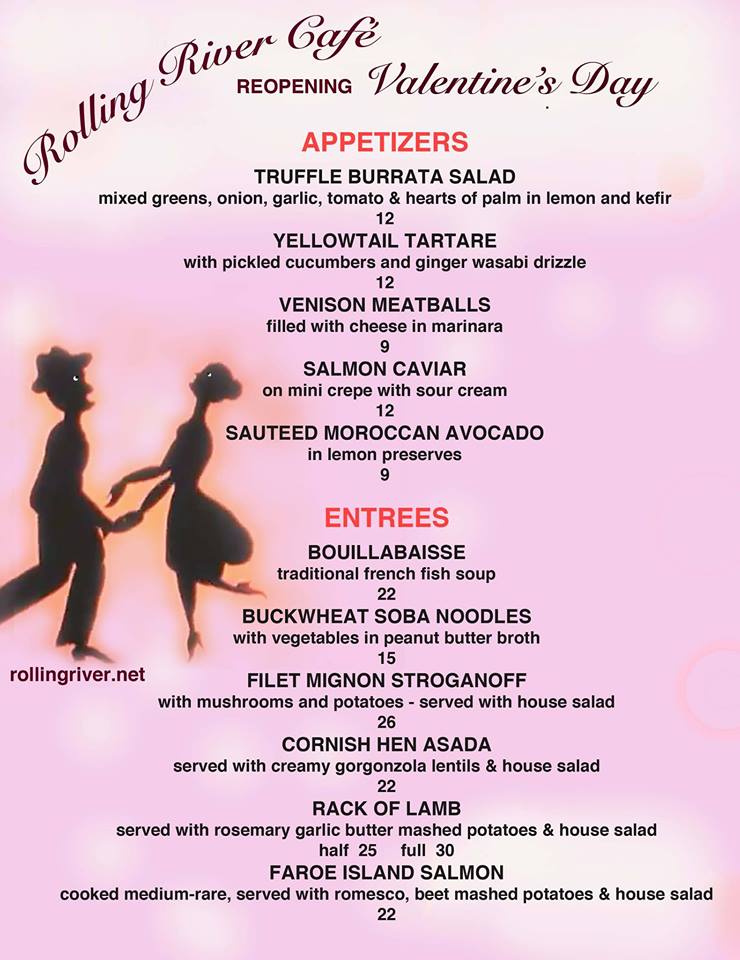 Rolling River Café
REOPENING Valentine's Day
APPETIZERS
TRUFFLE BURRATA SALAD
mixed greens, onion, garlic, tomato & hearts of palm in lemon and kefir
12
YELLOWTAIL TARTARE
with pickled cucumbers and ginger wasabi drizzle
12
VENISON MEATBALLS
filled with cheese in marinara
9
SALMON CAVIAR
on mini crepe with sour cream
12
SAUTEED MOROCCAN AVOCADO
in lemon preserves
9
ENTREES
BOUILLABAISSE
traditional french fish soup
22
BUCKWHEAT SOBA NOODLES
with vegetables in peanut butter broth
15
rollingriver.net
FILET MIGNON STROGANOFF
with mushrooms and potatoes - served with house salad
26
CORNISH HEN ASADA
served with creamy gorgonzola lentils & house salad
22
RACK OF LAMB
served with rosemary garlic butter mashed potatoes & house salad
half 25 full 30
FAROE ISLAND SALMON
cooked medium-rare, served with romesco, beet mashed potatoes & house salad
22